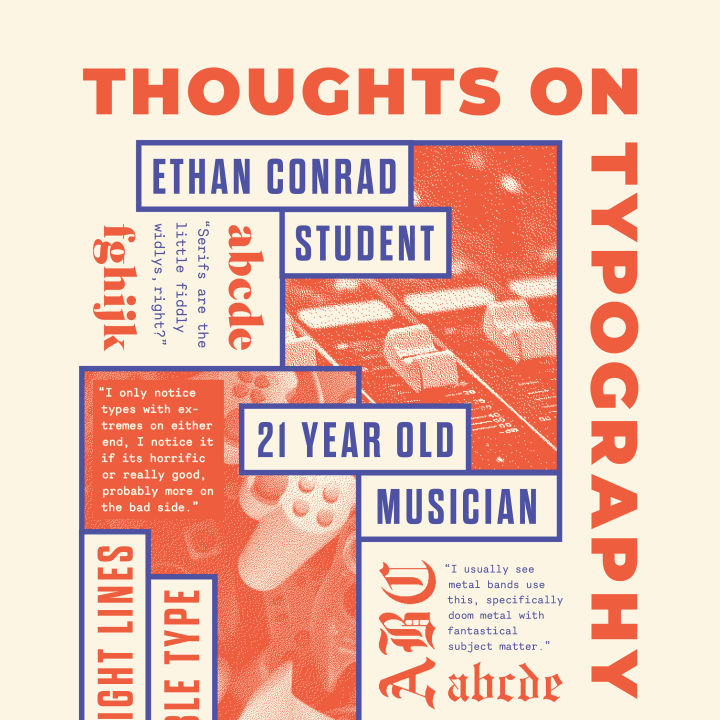 THOUGHTS ON
TYPOGRAPHY
ETHAN CONRAD
STUDENT
abcde
fghijk
“Serifs are the
little fiddly
widlys, right?”
“I only notice
types with ex-
tremes on either
end, I notice it
if its horrific
or really good,
probably more on
the bad side.”
21 YEAR OLD
MUSICIAN
IGHT LINES
BLE TYPE
ABC
“I usually see
metal bands use
this, specifically
doom metal with
fantastical
subject matter.”
abcde